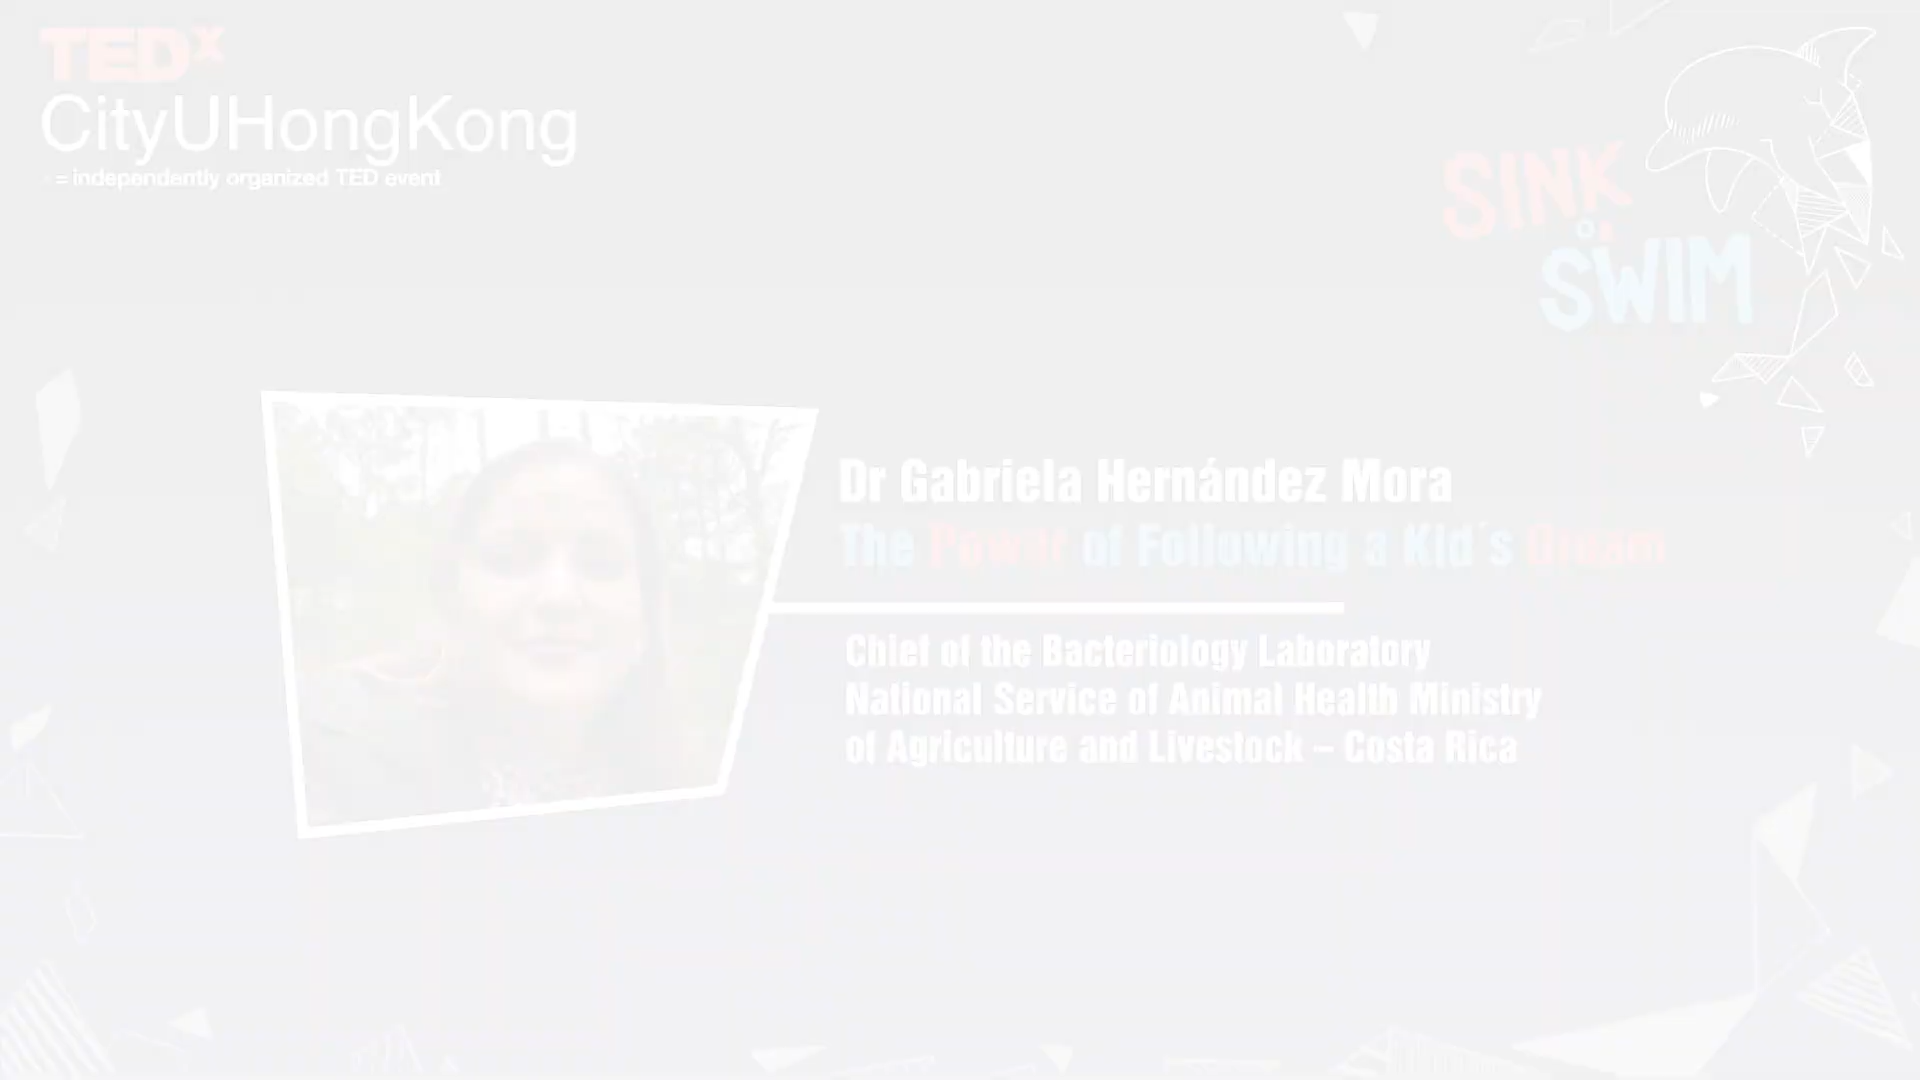 TEDx
CityUHongKong
= independently organized TED event
SINK
or
SWIM
Dr Gabriela Hernández Mora
The Power of Following a Kid´s Dream
Chief of the Bacteriology Laboratory
National Service of Animal Health Ministry
of Agriculture and Livestock – Costa Rica